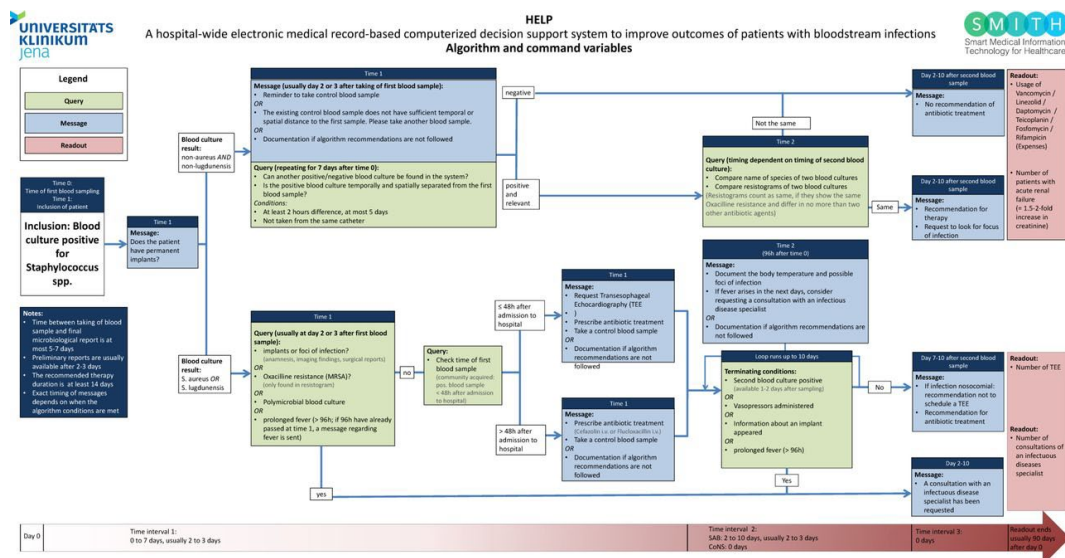 UNIVERSITÄTS
KLINIKUM
jena
HELP
A hospital-wide electronic medical record-based computerized decision support system to improve outcomes of patients with bloodstream infections
Algorithm and command variables
SMITH
Smart Medical Information
Technology for Healthcare
Legend
Query
Message
Readout
Time 0:
Time of first blood sampling
Time 1:
Inclusion of patient
Inclusion: Blood
culture positive
for
Staphylococcus
spp.
Notes:
• Time between taking of blood
sample and final
microbiological report is at
most 5-7 days
• Preliminary reports are usually
available after 2-3 days
• The recommended therapy
duration is at least 14 days
• Exact timing of messages
depends on when the
algorithm conditions are met
Time 1
Message:
Does the patient
have permanent
implants?
Blood culture
result:
non-aureus AND
non-lugdunensis
Blood culture
result:
S. aureus OR
S. lugdunensis
Time 1
Message (usually day 2 or 3 after taking of first blood sample):
• Reminder to take control blood sample
OR
• The existing control blood sample does not have sufficient temporal or
spatial distance to the first sample. Please take another blood sample.
OR
• Documentation if algorithm recommendations are not followed
Query (repeating for 7 days after time 0):
• Can another positive/negative blood culture be found in the system?
• Is the positive blood culture temporally and spatially separated from the first
blood sample?
Conditions:
• At least 2 hours difference, at most 5 days
• Not taken from the same catheter
negative
positive
and
relevant
Not the same
Time 2
Query (timing dependent on timing of second blood
culture):
• Compare name of species of two blood cultures
• Compare resistograms of two blood cultures
(Resistograms count as same, if they show the same
Oxacilline resistance and differ in no more than two
other antibiotic agents)
Same
Day 2-10 after second blood
sample
Message:
• No recommendation of
antibiotic treatment
Day 2-10 after second blood
sample
Message:
• Recommendation for
therapy
• Request to look for focus
of infection
Readout:
• Usage of
Vancomycin /
Linezolid /
Daptomycin /
Teicoplanin /
Fosfomycin /
Rifampicin
(Expenses)
• Number of
patients with
acute renal
failure
(= 1.5-2-fold
increase in
creatinine)
Time 1
Query (usually at day 2 or 3 after first blood
sample):
• implants or foci of infection?
(anamnesis, imaging findings, surgical reports)
OR
• Oxacilline resistance (MRSA)?
(only found in resistogram)
OR
• Polymicrobial blood culture
OR
• prolonged fever (> 96h; if 96h have already
passed at time 1, a message regarding
fever is sent)
no
yes
Query:
• Check time of first
blood sample
(community acquired:
pos. blood sample
< 48h after admission
to hospital)
≤ 48h after
admission to
hospital
> 48h after
admission to
hospital
Time 1
Message:
• Request Transesophageal
Echocardiography (TEE
)
• Prescribe antibiotic treatment
• Take a control blood sample
OR
• Documentation if algorithm
recommendations are not
followed
Time 1
Message:
• Prescribe antibiotic treatment
(Cefazolin i.v. or Flucloxacillin i.v.)
• Take a control blood sample
OR
• Documentation if algorithm
recommendations are not
followed
Time 2
(96h after time 0)
Message:
• Document the body temperature and possible
foci of infection
• If fever arises in the next days, consider
requesting a consultation with an infectious
disease specialist
OR
• Documentation if algorithm recommendations are
not followed
Loop runs up to 10 days
Terminating conditions:
• Second blood culture positive
(available 1-2 days after sampling)
OR
• Vasopressors administered
OR
• Information about an implant
appeared
OR
• prolonged fever (> 96h)
No
Yes
Day 7-10 after second blood
sample
Message:
• If infection nosocomial:
recommendation not to
schedule a TEE
• Recommendation for
antibiotic treatment
Day 2-10
Message:
• A consultation with an
infectuous disease
specialist has been
requested
Readout:
• Number of TEE
Readout:
• Number of
consultations of
an infectuous
diseases
specialist
Day 0
Time interval 1:
0 to 7 days, usually 2 to 3 days
Time interval 2:
SAB: 2 to 10 days, usually 2 to 3 days
CoNS: 0 days
Time interval 3:
0 days
Readout ends
usually 90 days
after day 0